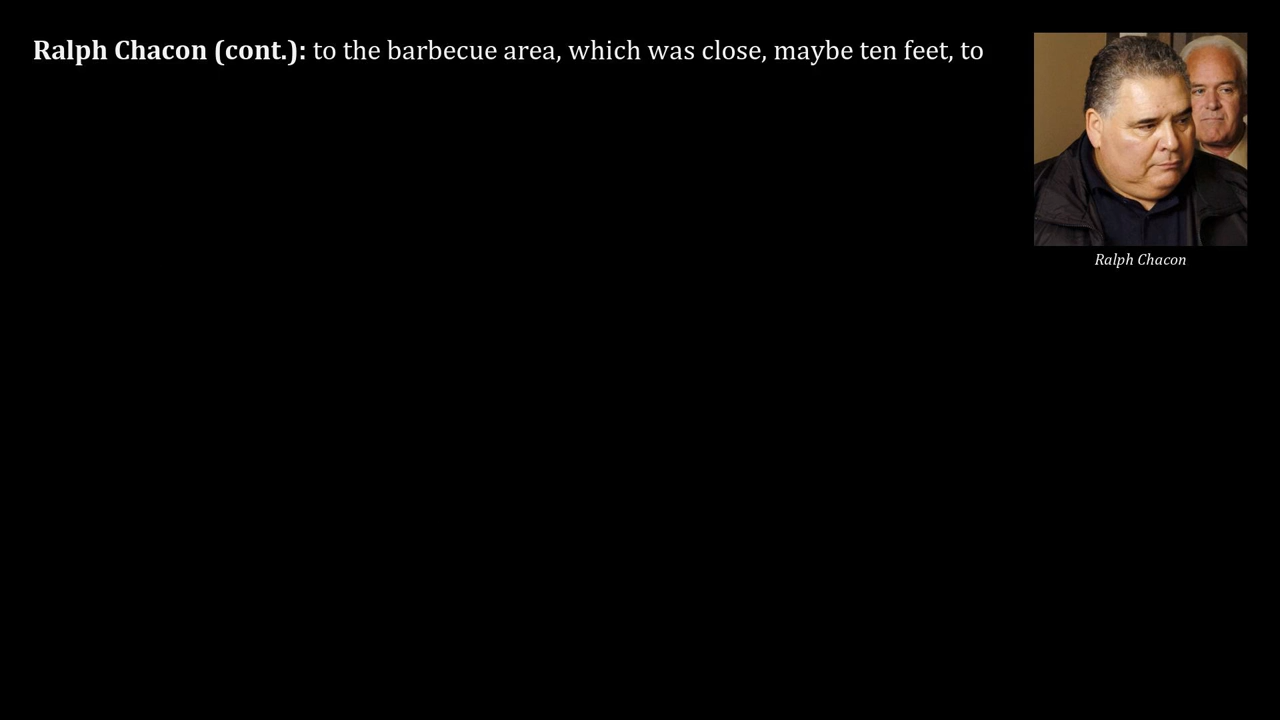 Ralph Chacon (cont.): to the barbecue area, which was close, maybe ten feet, to
Ralph Chacon